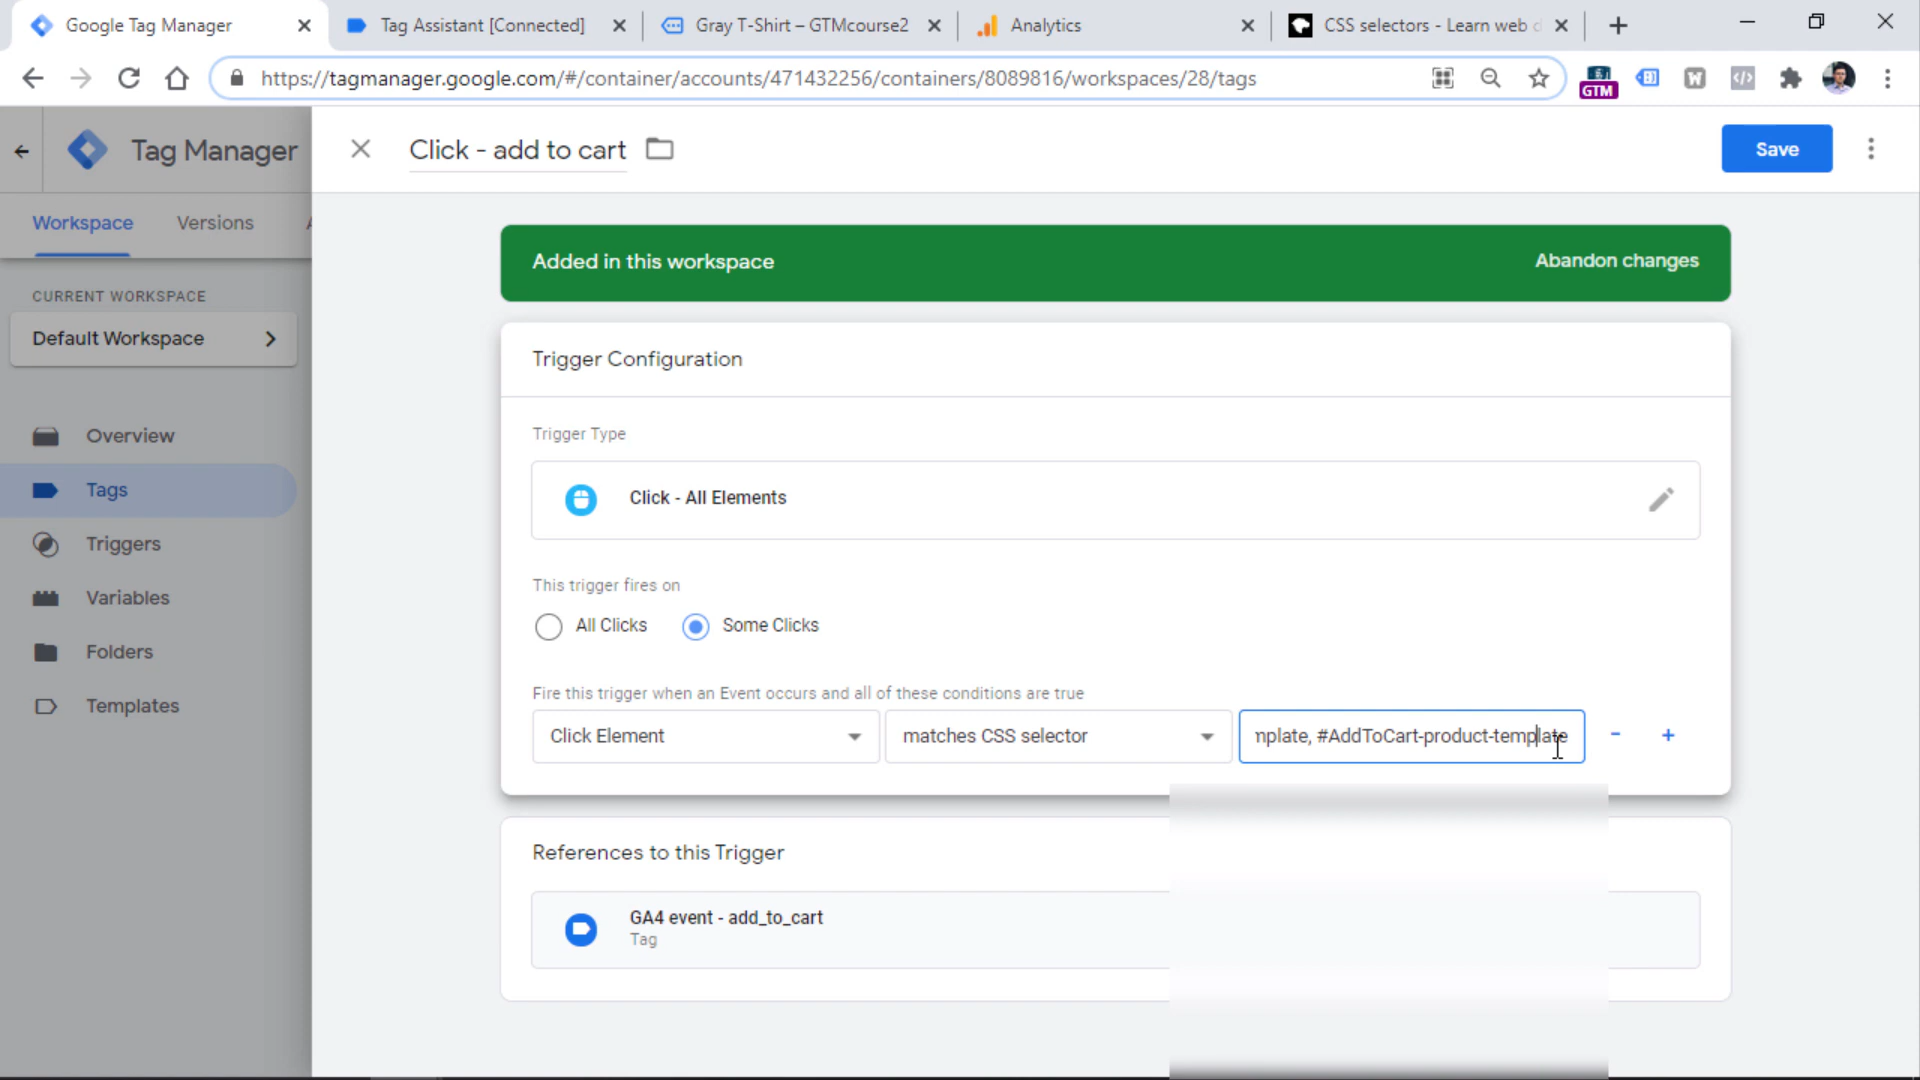 Google Tag Manager
Tag Assistant [Connected]
Gray T-Shirt – GTMcourse2
Analytics
CSS selectors - Learn web d
https://tagmanager.google.com/#/container/accounts/471432256/containers/8089816/workspaces/28/tags
GTM
W
Tag Manager
Click - add to cart
Save
Workspace
Versions
Added in this workspace
Abandon changes
CURRENT WORKSPACE
Default Workspace
Trigger Configuration
Overview
Trigger Type
Tags
Click - All Elements
Triggers
This trigger fires on
Variables
All Clicks
Some Clicks
Folders
Fire this trigger when an Event occurs and all of these conditions are true
Templates
Click Element
matches CSS selector
nplate, #AddToCart-product-template
References to this Trigger
GA4 event - add_to_cart
Tag